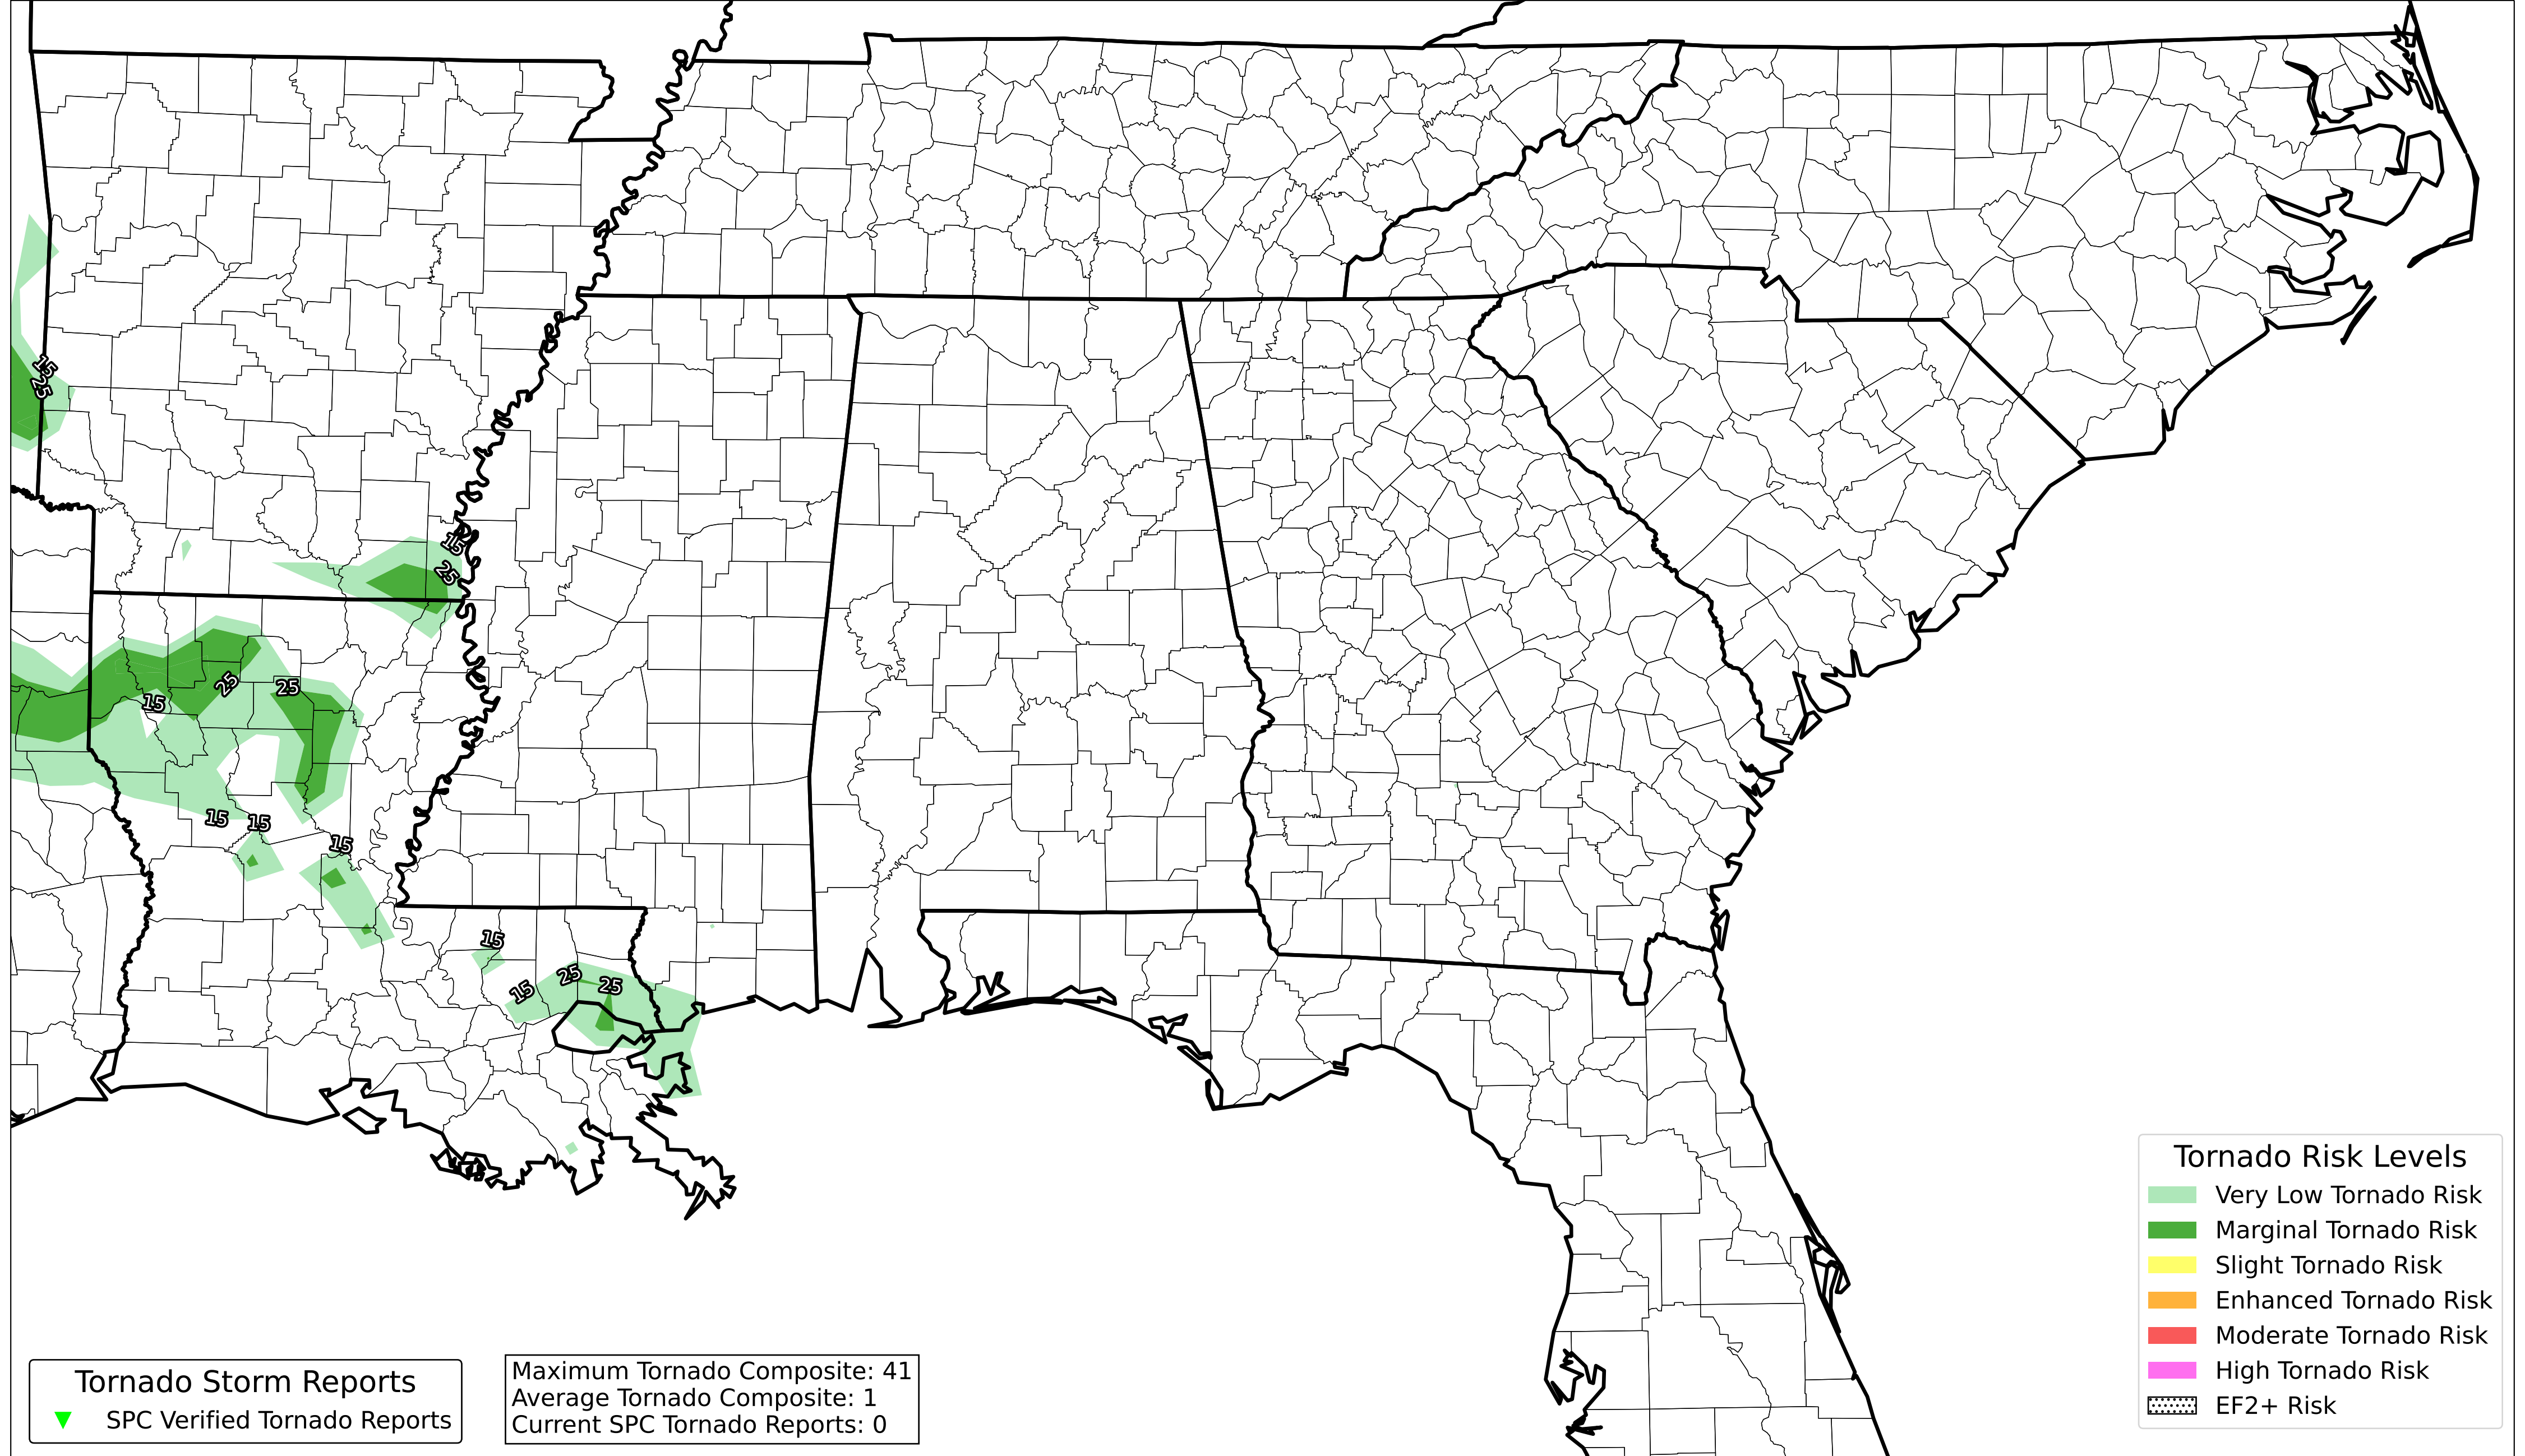 15
25
15
25
25
25
15
15
15
15
15
25
25
15
Tornado Risk Levels
Very Low Tornado Risk
Marginal Tornado Risk
Slight Tornado Risk
Enhanced Tornado Risk
Moderate Tornado Risk
High Tornado Risk
EF2+ Risk
Tornado Storm Reports
SPC Verified Tornado Reports
Maximum Tornado Composite: 41
Average Tornado Composite: 1
Current SPC Tornado Reports: 0